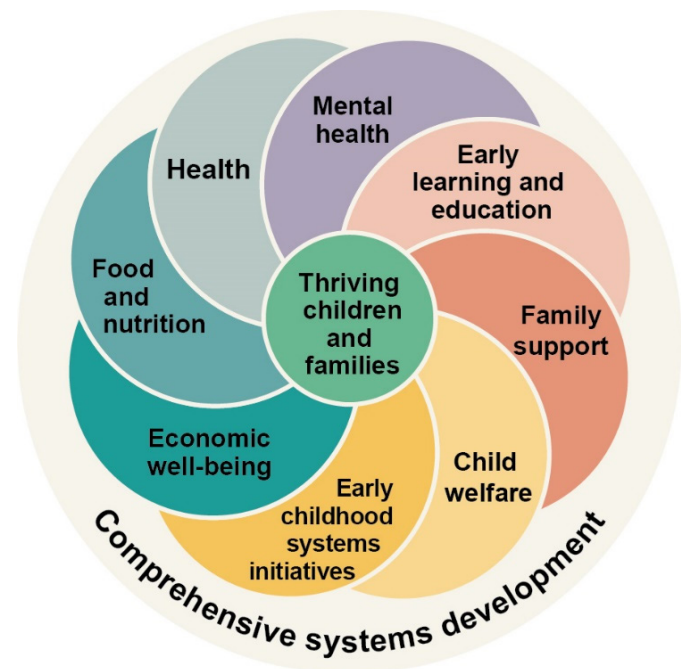 Mental
health
Early
learning and
education
Family
support
Child
welfare
Early
childhood
systems
initiatives
Economic
well-being
Food
and
nutrition
Health
Thriving
children
and
families
Comprehensive systems development